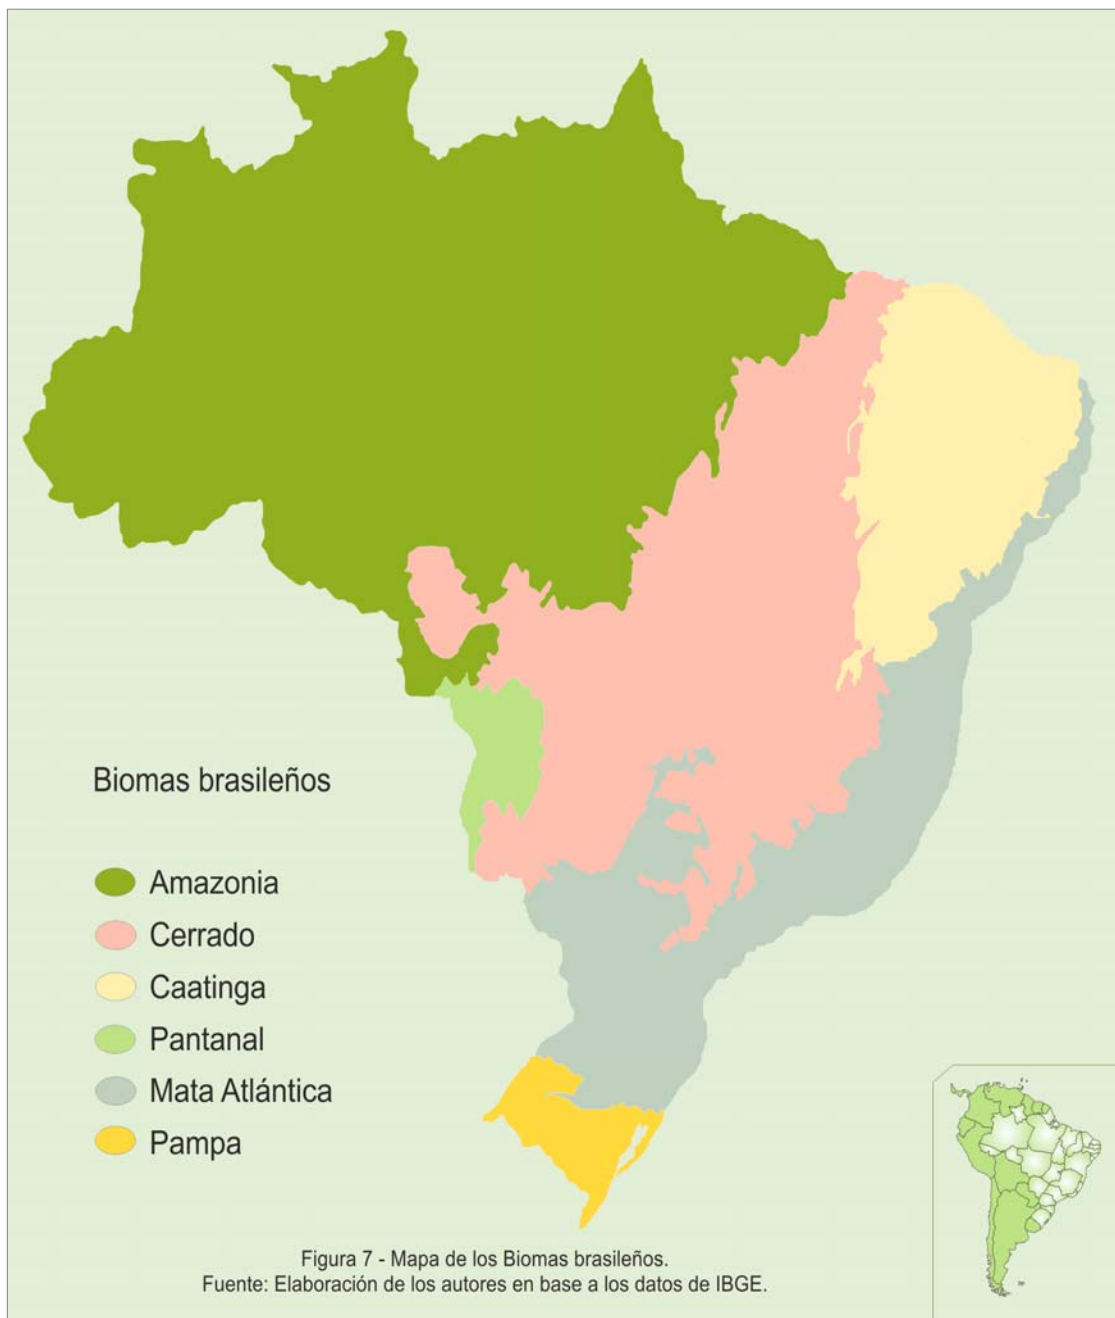 Biomas brasileños
Amazonia
Cerrado
Caatinga
Pantanal
Mata Atlántica
Pampa
Figura 7 - Mapa de los Biomas brasileños.
Fuente: Elaboración de los autores en base a los datos de IBGE.